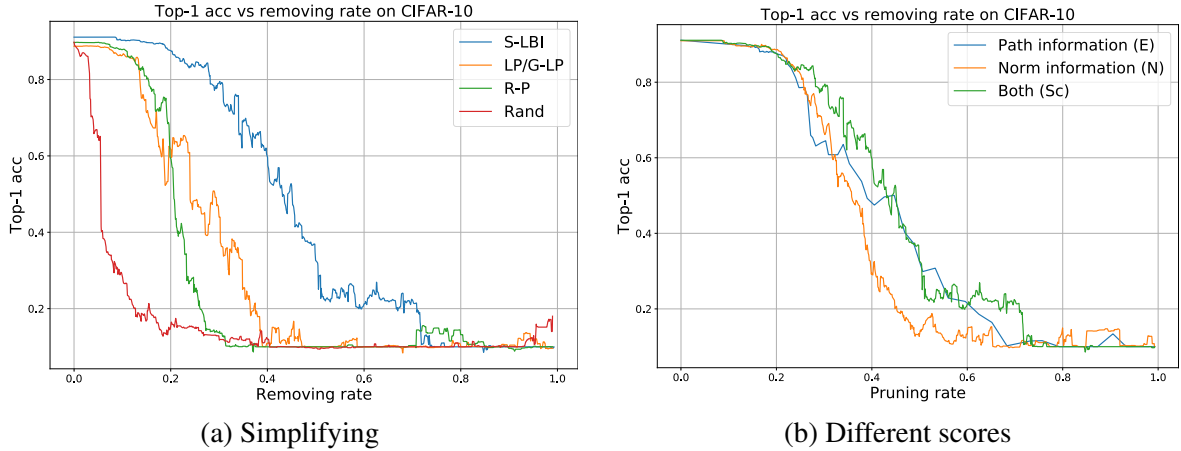 Top-1 acc vs removing rate on CIFAR-10
S-LBI
LP/G-LP
R-P
Rand
Top-1 acc
0.8
0.6
0.4
0.2
0.0 0.2 0.4 0.6 0.8 1.0
Removing rate
(a) Simplifying
Top-1 acc vs removing rate on CIFAR-10
Path information (E)
Norm information (N)
Both (Sc)
Top-1 acc
0.8
0.6
0.4
0.2
0.0 0.2 0.4 0.6 0.8 1.0
Pruning rate
(b) Different scores